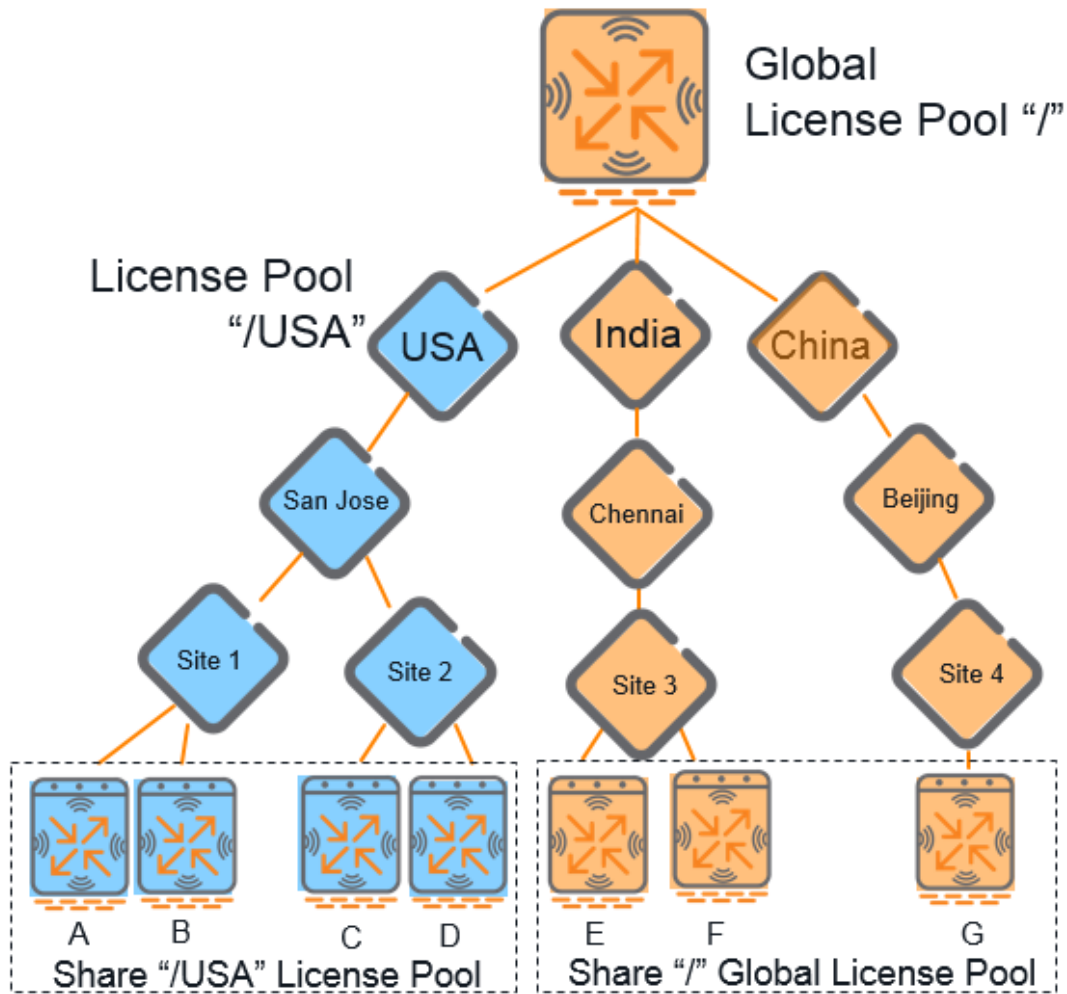 Global
License Pool “/”
License Pool
“/USA”
USA
India
China
San Jose
Chennai
Beijing
Site 1
Site 2
Site 3
Site 4
A
B
C
D
E
F
G
Share “/USA” License Pool
Share “/” Global License Pool